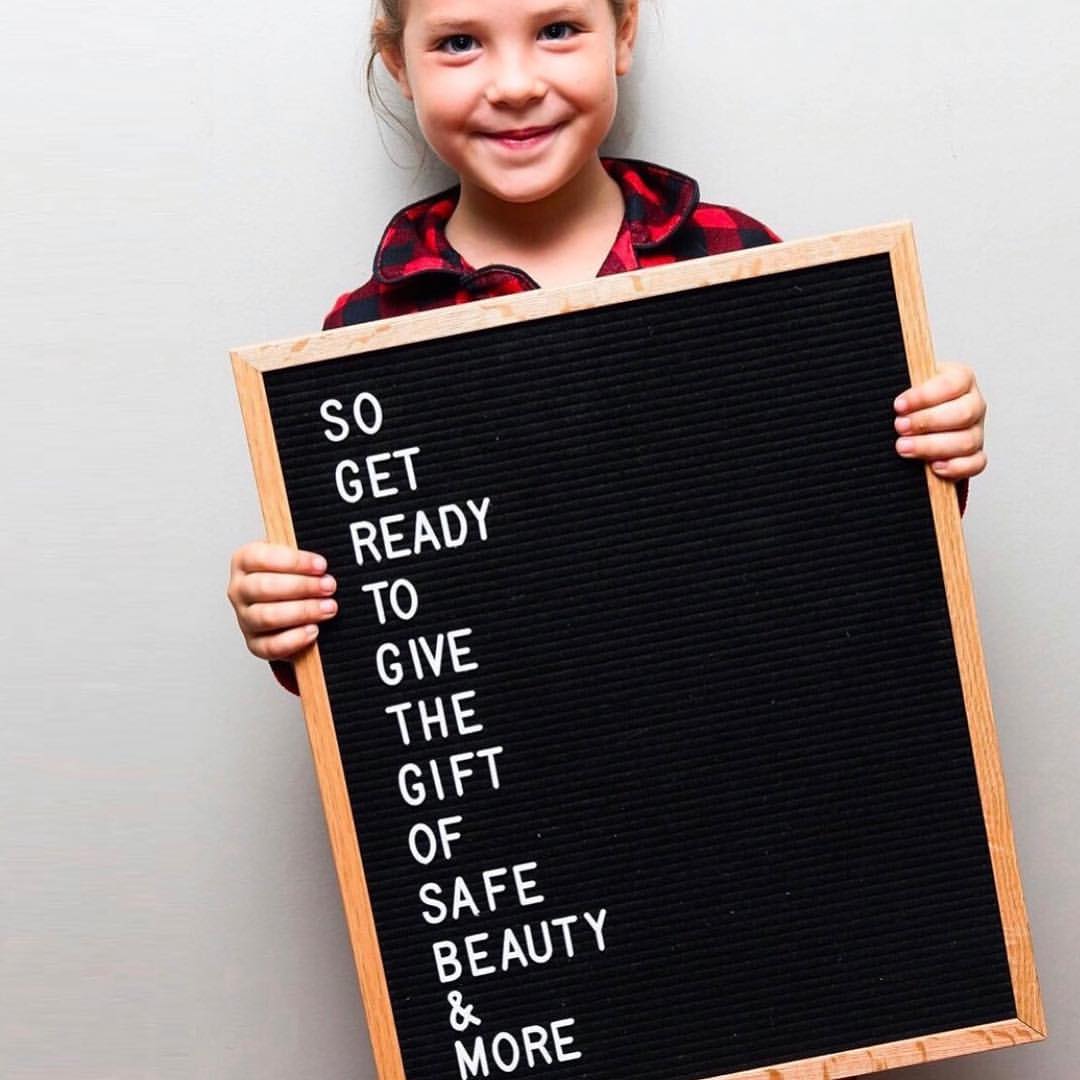 SO
GET
READY
TO
GIVE
THE
GIFT
OF
SAFE
BEAUTY
&
MORE